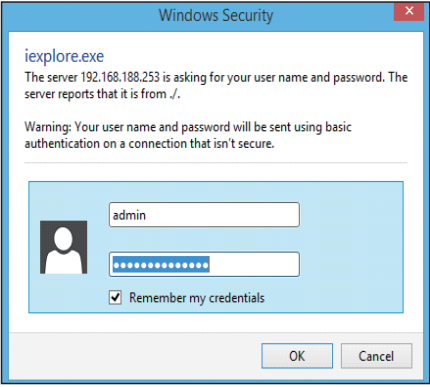 Windows Security
iexplore.exe
The server 192.168.188.253 is asking for your user name and password. The
server reports that it is from ./.
Warning: Your user name and password will be sent using basic
authentication on a connection that isn't secure.
admin
••••••••••••••
Remember my credentials
OK Cancel